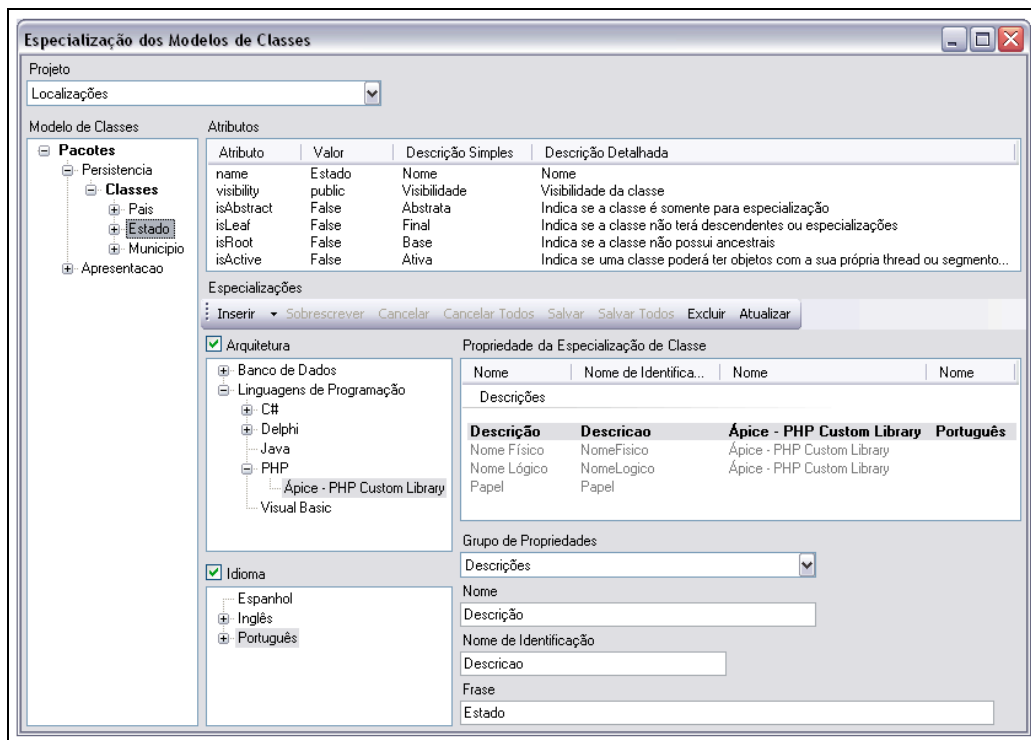 Especialização dos Modelos de Classes
Projeto
Localizações
Modelo de Classes
Pacotes
Persistencia
Classes
Pais
Estado
Municipio
Apresentacao
Atributos
Atributo Valor Descrição Simples Descrição Detalhada
name Estado Nome Nome
visibility public Visibilidade Visibilidade da classe
isAbstract False Abstrata Indica se a classe é somente para especialização
isLeaf False Final Indica se a classe não terá descendentes ou especializações
isRoot False Base Indica se a classe não possui ancestrais
isActive False Ativa Indica se uma classe poderá ter objetos com a sua própria thread ou segmento...
Especializações
Inserir Sobrescrever Cancelar Cancelar Todos Salvar Salvar Todos Excluir Atualizar
Arquitetura
Banco de Dados
Linguagens de Programação
C#
Delphi
Java
PHP
Ápice - PHP Custom Library
Visual Basic
Idioma
Espanhol
Inglês
Português
Propriedade da Especialização de Classe
Nome Nome de Identifica... Nome Nome
Descrições
Descrição Descricao Ápice - PHP Custom Library Português
Nome Físico NomeFisico Ápice - PHP Custom Library
Nome Lógico NomeLogico Ápice - PHP Custom Library
Papel Papel
Grupo de Propriedades
Descrições
Nome
Descrição
Nome de Identificação
Descricao
Frase
Estado